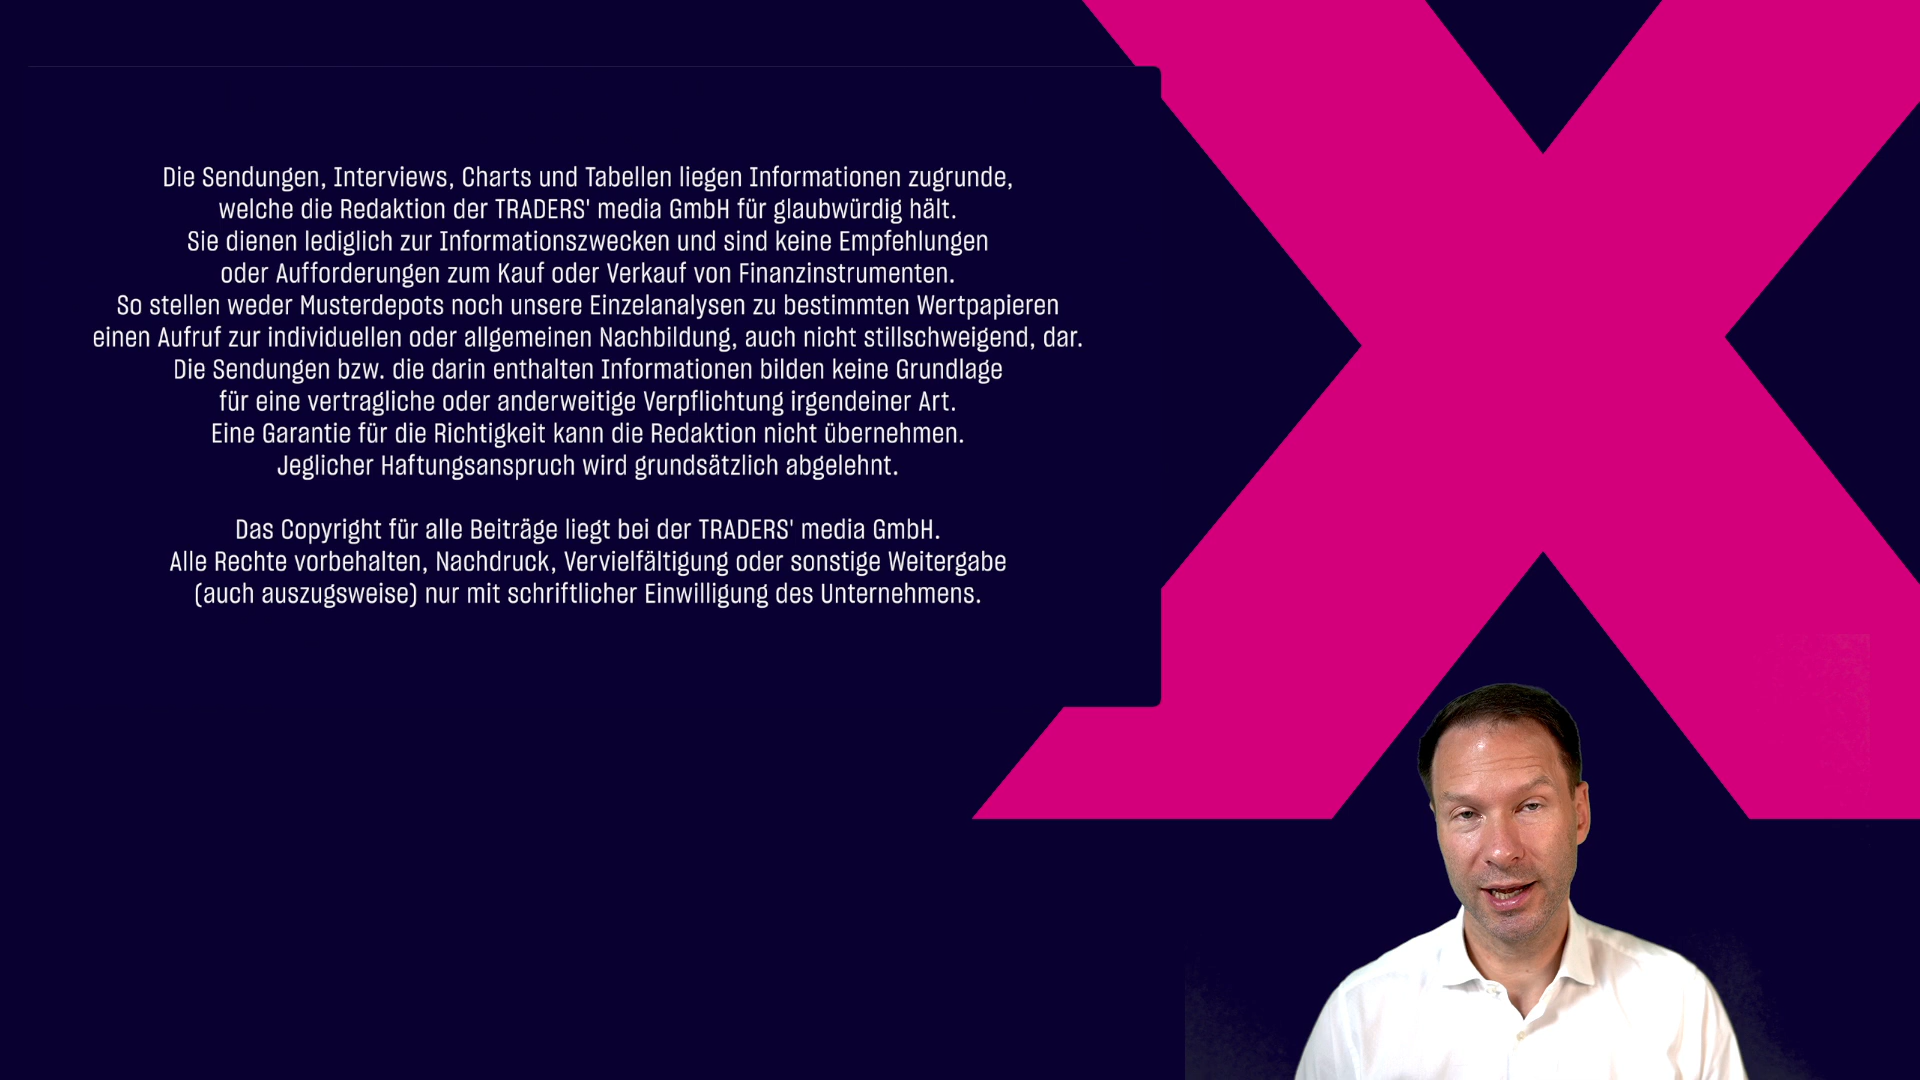 Die Sendungen, Interviews, Charts und Tabellen liegen Informationen zugrunde,
welche die Redaktion der TRADERS' media GmbH für glaubwürdig hält.
Sie dienen lediglich zur Informationszwecken und sind keine Empfehlungen
oder Aufforderungen zum Kauf oder Verkauf von Finanzinstrumenten.
So stellen weder Musterdepots noch unsere Einzelanalysen zu bestimmten Wertpapieren
einen Aufruf zur individuellen oder allgemeinen Nachbildung, auch nicht stillschweigend, dar.
Die Sendungen bzw. die darin enthalten Informationen bilden keine Grundlage
für eine vertragliche oder anderweitige Verpflichtung irgendeiner Art.
Eine Garantie für die Richtigkeit kann die Redaktion nicht übernehmen.
Jeglicher Haftungsanspruch wird grundsätzlich abgelehnt.
Das Copyright für alle Beiträge liegt bei der TRADERS' media GmbH.
Alle Rechte vorbehalten, Nachdruck, Vervielfältigung oder sonstige Weitergabe
(auch auszugsweise) nur mit schriftlicher Einwilligung des Unternehmens.